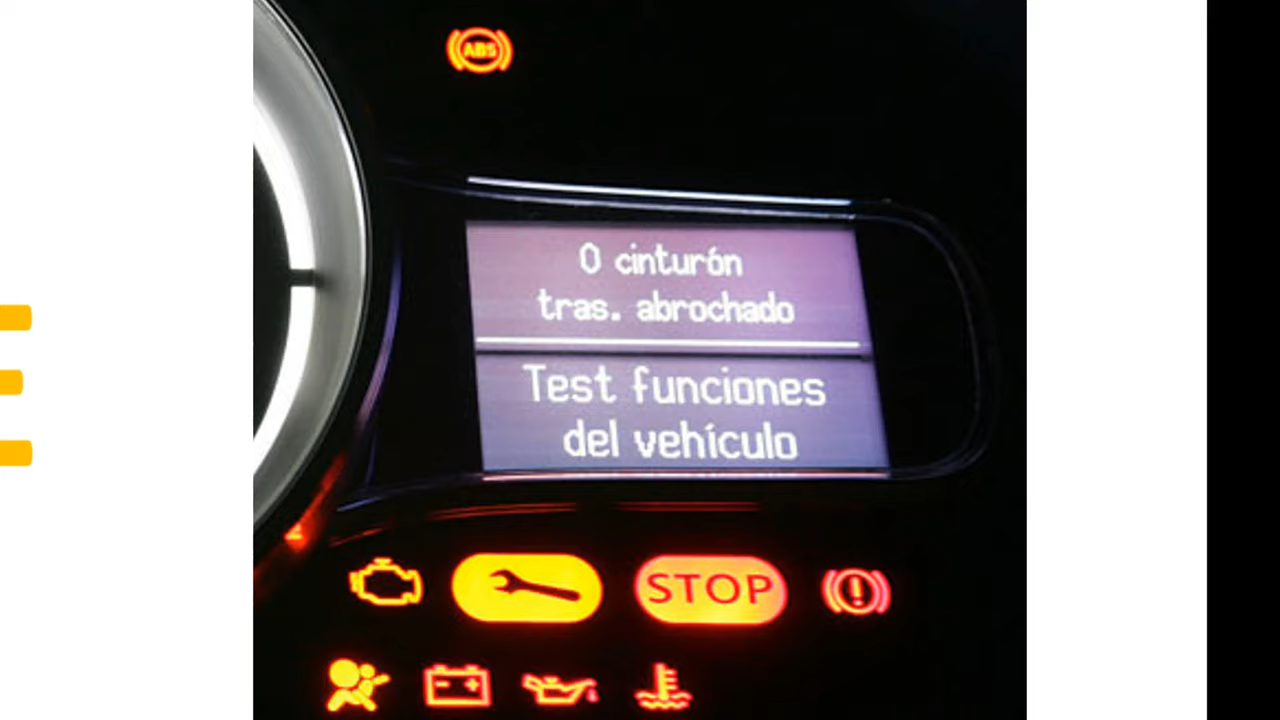 ABS
0 cinturón
tras. abrochado
Test funciones
del vehículo
STOP